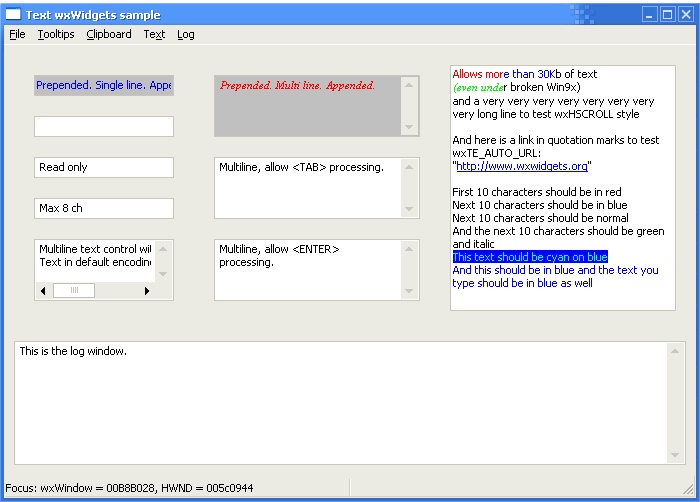 Text wxWidgets sample
File Tooltips Clipboard Text Log
Prepended. Single line. Appe
Read only
Max 8 ch
Multiline text control wil
Text in default encoding
Prepended. Multi line. Appended.
Multiline, allow <TAB> processing.
Multiline, allow <ENTER>
processing.
Allows more than 30Kb of text
(even under broken Win9x)
and a very very very very very very very
very long line to test wxHSCROLL style
And here is a link in quotation marks to test
wxTE_AUTO_URL:
"http://www.wxwidgets.org"
First 10 characters should be in red
Next 10 characters should be in blue
Next 10 characters should be normal
And the next 10 characters should be green
and italic
This text should be cyan on blue
And this should be in blue and the text you
type should be in blue as well
This is the log window.
Focus: wxWindow = 00B8B028, HWND = 005c0944